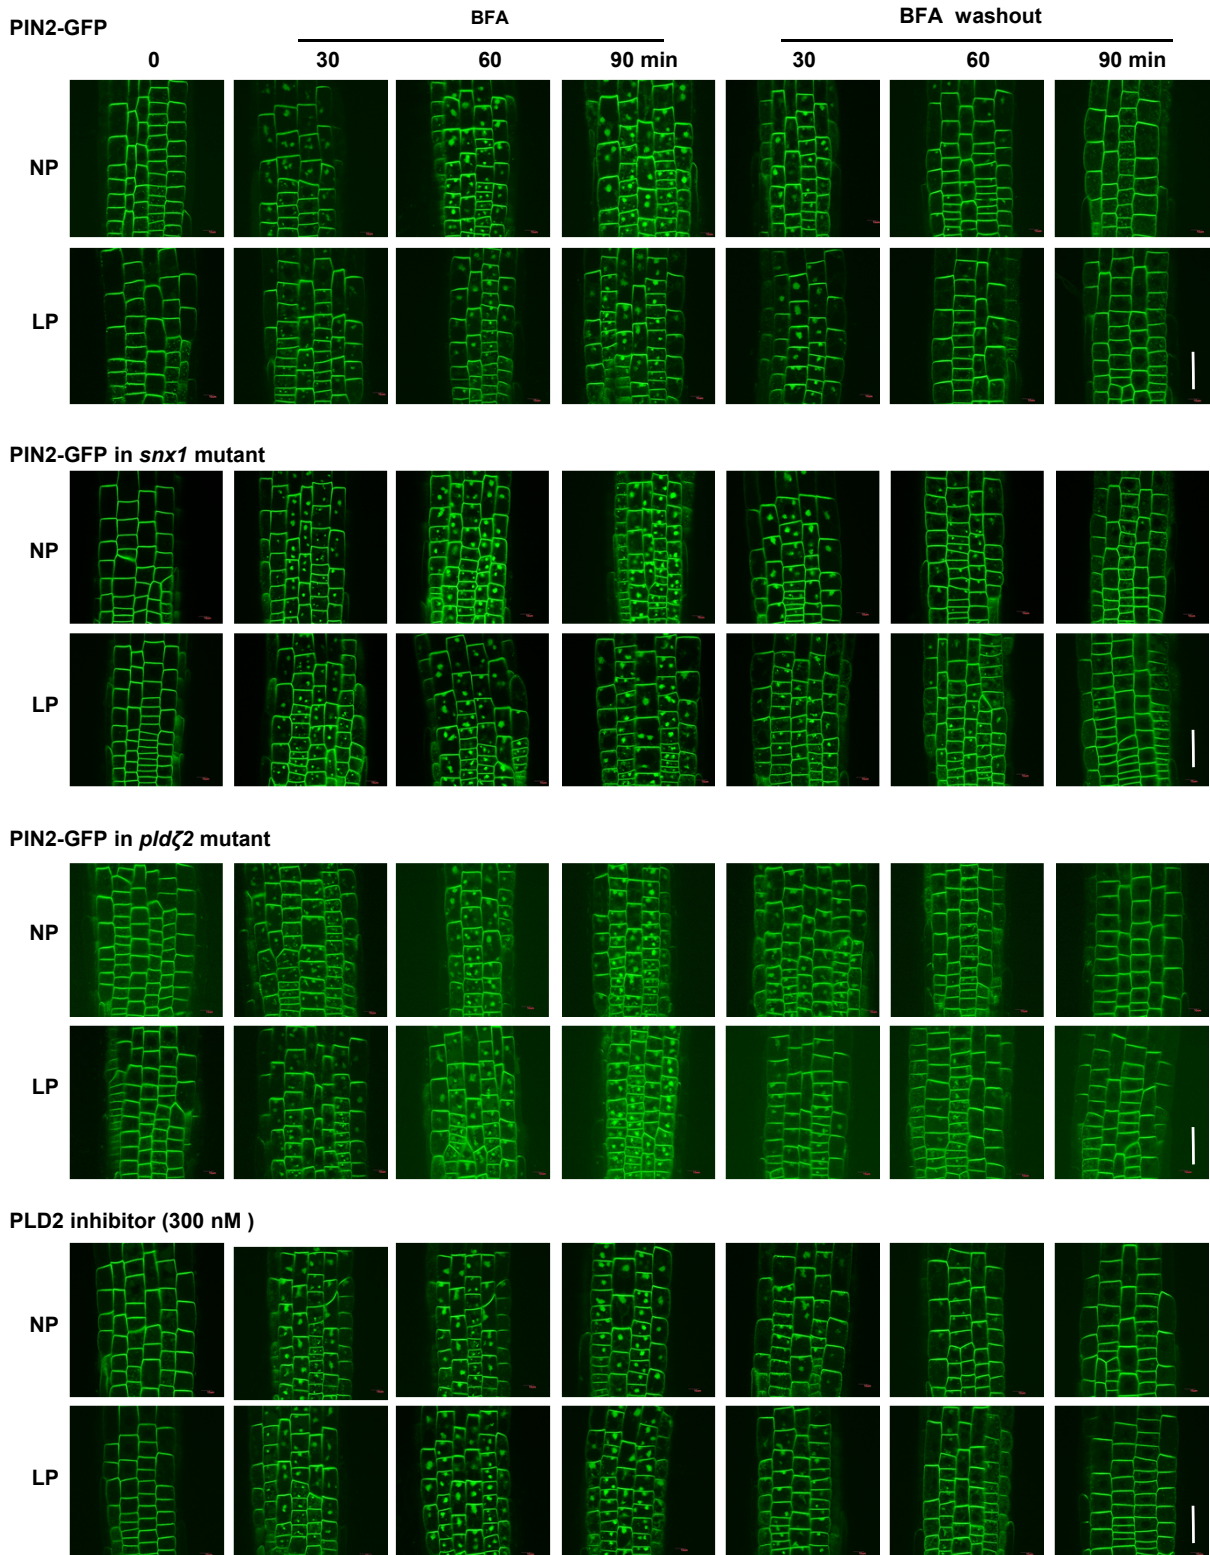 PIN2-GFP
BFA
BFA washout
0 30 60 90 min 30 60 90 min
NP
LP
PIN2-GFP in snx1 mutant
NP
LP
PIN2-GFP in pldζ2 mutant
NP
LP
PLD2 inhibitor (300 nM )
NP
LP